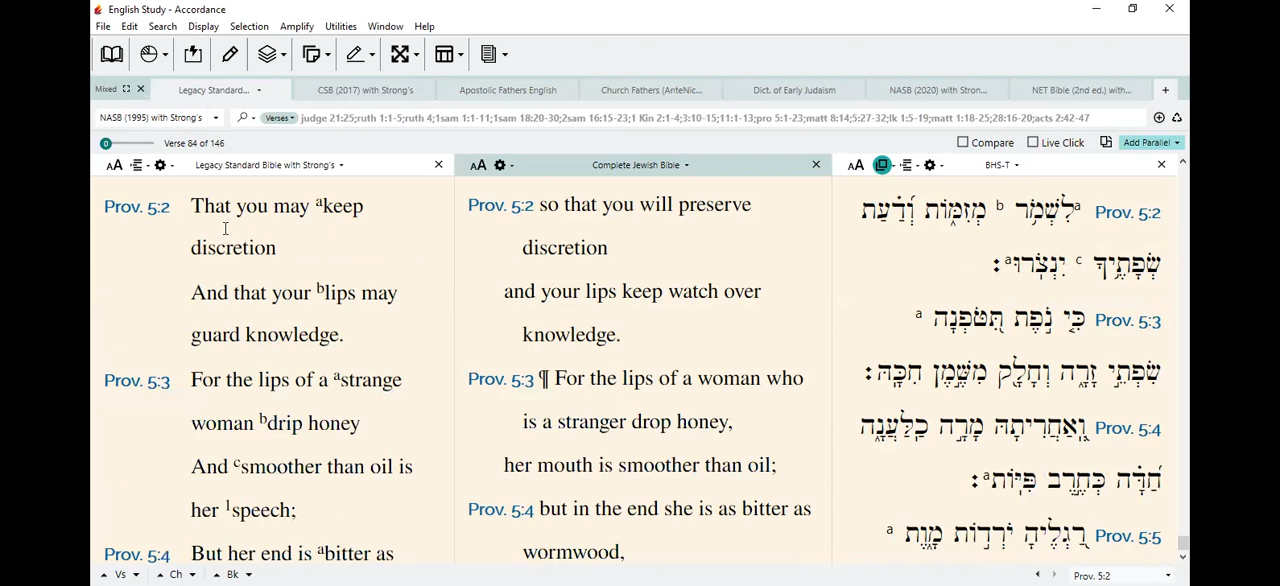 English Study - Accordance
File Edit Search Display Selection Amplify Utilities Window Help
Mixed Legacy Standard... CSB (2017) with Strong's Apostolic Fathers English Church Fathers (AnteNic... Dict. of Early Judaism NASB (2020) with Stron... NET Bible (2nd ed.) with...
NASB (1995) with Strong's Verses judge 21:25;ruth 1:1-5;ruth 4;1sam 1:1-11;1sam 18:20-30;2sam 16:15-23;1 Kin 2:1-4;3:10-15;11:1-13;pro 5:1-23;matt 8:14;5:27-32;lk 1:5-19;matt 1:18-25;28:16-20;acts 2:42-47
0 Verse 84 of 146 Compare Live Click Add Parallel
AA Legacy Standard Bible with Strong's
Prov. 5:2 That you may ᵃkeep
discretion
And that your ᵇlips may
guard knowledge.
Prov. 5:3 For the lips of a ᵃstrange
woman ᵇdrip honey
And ᶜsmoother than oil is
her ¹speech;
Prov. 5:4 But her end is ᵃbitter as
AA Complete Jewish Bible
Prov. 5:2 so that you will preserve
discretion
and your lips keep watch over
knowledge.
Prov. 5:3 ¶ For the lips of a woman who
is a stranger drop honey,
her mouth is smoother than oil;
Prov. 5:4 but in the end she is as bitter as
wormwood,
AA BHS-T
Prov. 5:2 ᵃלִשְׁמֹ֥ר ᵇ מְזִמּ֑וֹת וְ֝דַ֗עַת
שְׂפָתֶ֥יךָ ᶜ יִנְצֹֽרוּᵃ׃
Prov. 5:3 כִּ֤י נֹ֣פֶת תִּ֭טֹּפְנָה ᵃ
שִׂפְתֵ֣י זָרָ֑ה וְחָלָ֖ק מִשֶּׁ֣מֶן חִכָּֽהּ׃
Prov. 5:4 וְֽ֭אַחֲרִיתָהּ מָרָ֣ה כַֽלַּעֲנָ֑ה
חַ֝דָּ֗ה כְּחֶ֣רֶב פִּיּֽוֹתᵃ׃
Prov. 5:5 רַ֭גְלֶיהָ יֹרְד֣וֹת מָ֑וֶת ᵃ
Vs Ch Bk Prov. 5:2